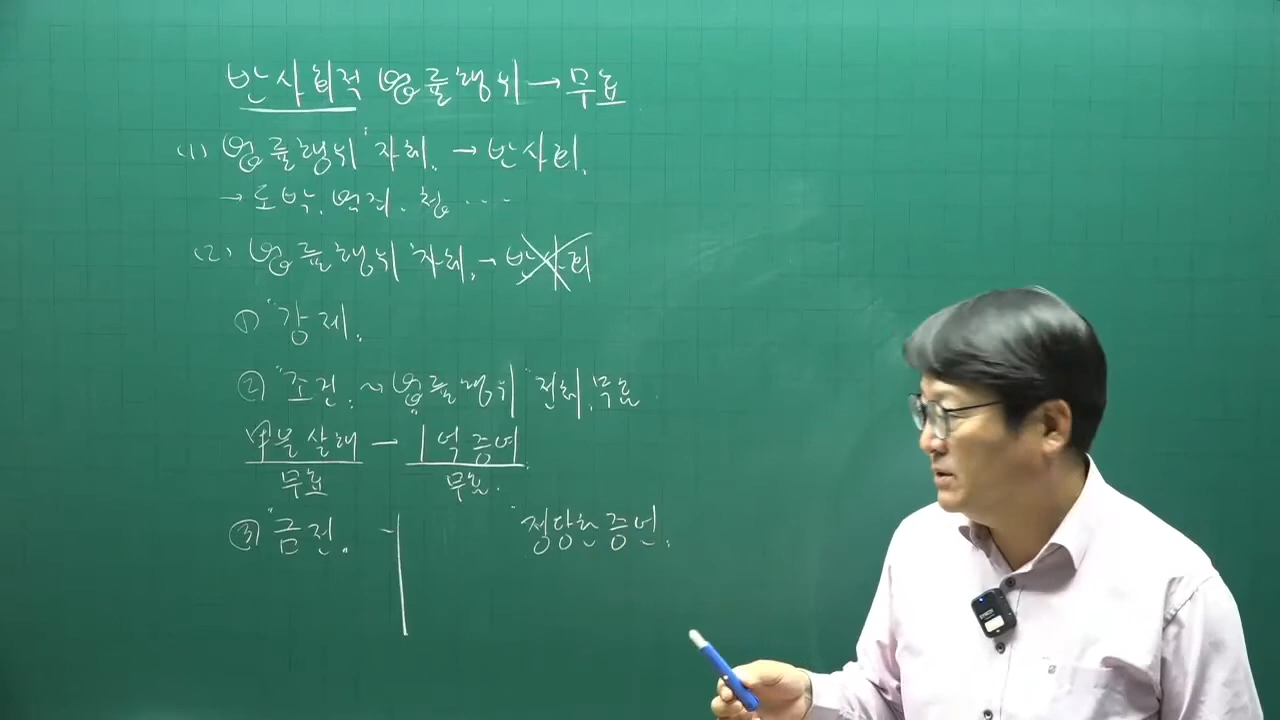 반사회적 법률행위 → 무효
(1) 법률행위 "자체. → 반사회.
→ 도박. 범죄. 첩 ....
(2) 법률행위 "자체. → 반사회
① "강제.
② "조건. ~ 법률행위 "전체. 무효
부부살해 — 1억 증여
무효 무효.
③ "금전. "정당한 증언.